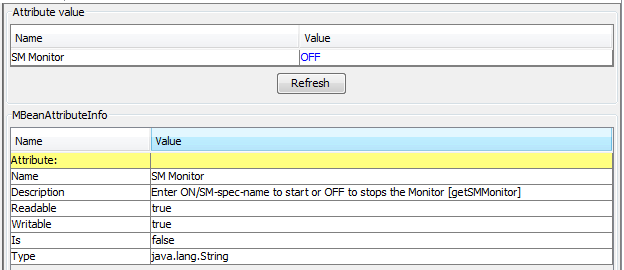 Attribute value
Name Value
SM Monitor OFF
Refresh
MBeanAttributeInfo
Name Value
Attribute:
Name SM Monitor
Description Enter ON/SM-spec-name to start or OFF to stops the Monitor [getSMMonitor]
Readable true
Writable true
Is false
Type java.lang.String